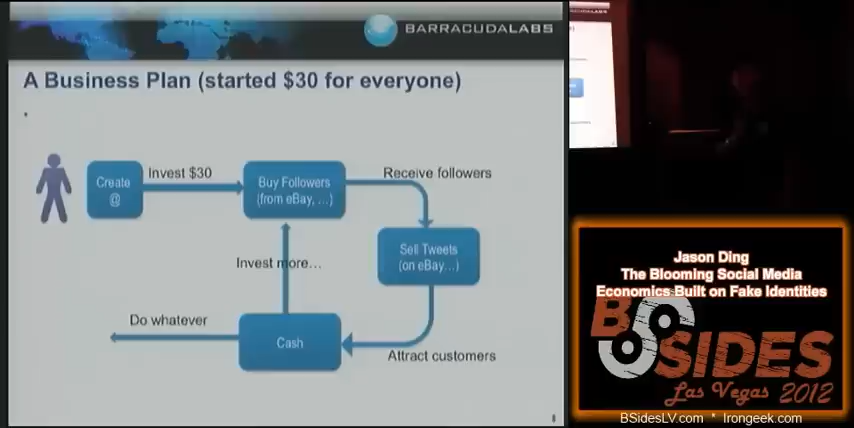 BARRACUDALABS
A Business Plan (started $30 for everyone)
Create
@
Invest $30
Buy Followers
(from eBay, ...)
Receive followers
Sell Tweets
(on eBay...)
Invest more...
Do whatever
Cash
Attract customers
8
Jason Ding
The Blooming Social Media
Economics Built on Fake Identities
BSIDES
Las Vegas 2012
BSidesLV.com * Irongeek.com